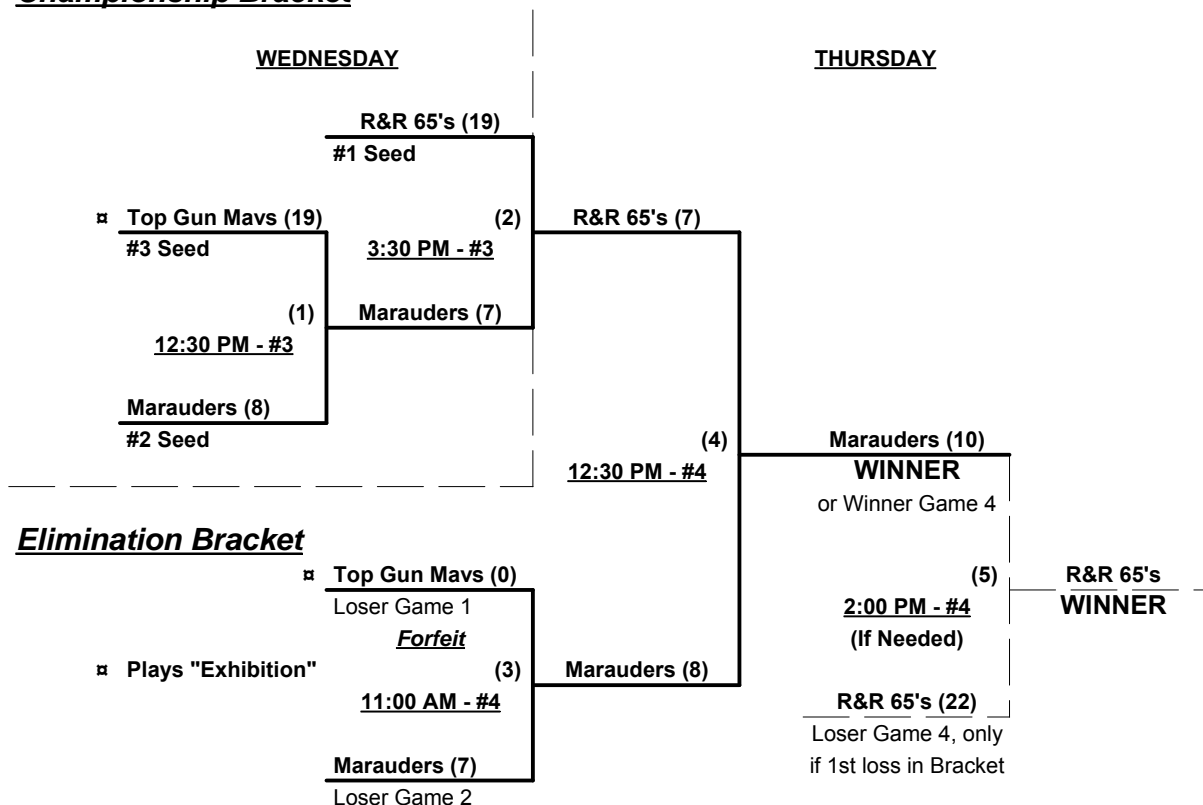 Championship Bracket
WEDNESDAY
THURSDAY
R&R 65's (19)
#1 Seed
¤ Top Gun Mavs (19)
#3 Seed
(2)
3:30 PM - #3
R&R 65's (7)
(1)
12:30 PM - #3
Marauders (7)
Marauders (8)
#2 Seed
(4)
12:30 PM - #4
Marauders (10)
WINNER
or Winner Game 4
Elimination Bracket
¤ Top Gun Mavs (0)
Loser Game 1
Forfeit
¤ Plays "Exhibition"
(3)
11:00 AM - #4
Marauders (8)
Marauders (7)
Loser Game 2
(5)
2:00 PM - #4
(If Needed)
R&R 65's
WINNER
R&R 65's (22)
Loser Game 4, only
if 1st loss in Bracket